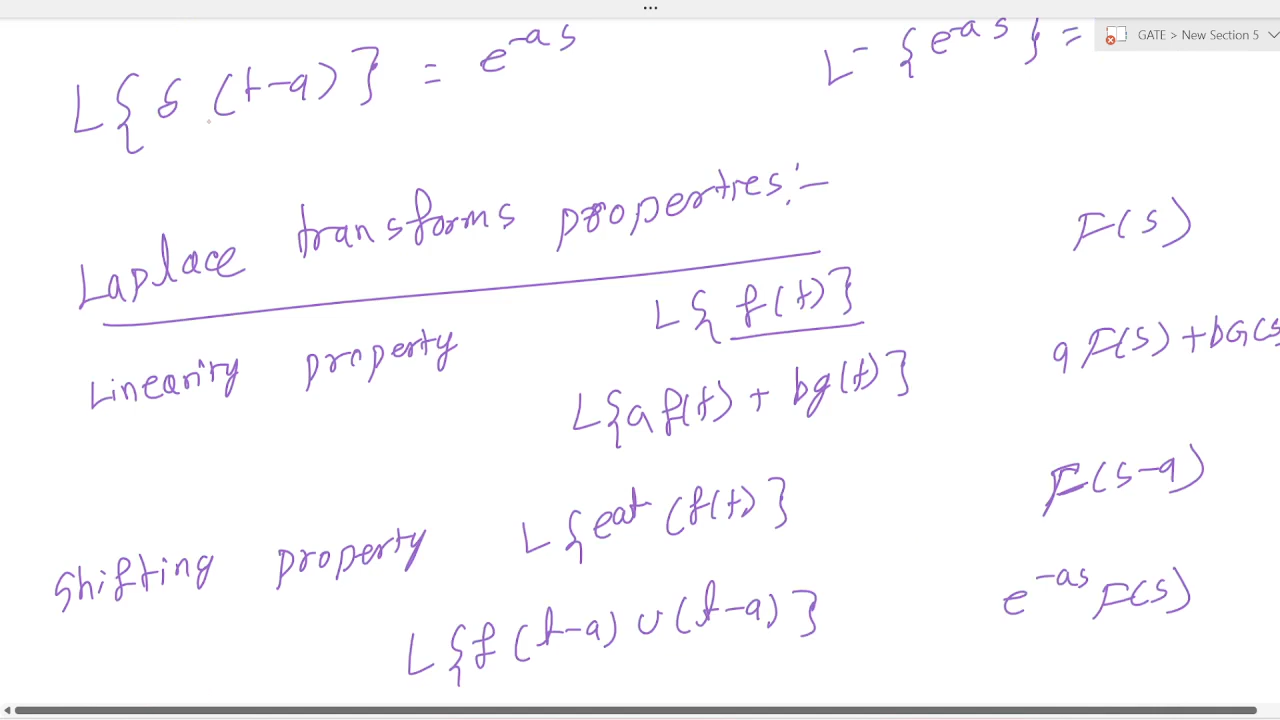 ...
GATE > New Section 5
L{δ(t-a)} = e^-as L^-{e^-as} =
Laplace transforms properties:-
L{f(t)} F(s)
Linearity property L{af(t) + bg(t)} aF(s)+bG(s
Shifting property L{e^at (f(t)} F(s-a)
L{f(t-a) u(t-a)} e^-as F(s)